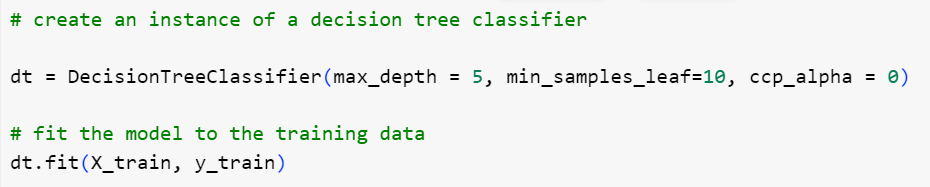 # create an instance of a decision tree classifier
dt = DecisionTreeClassifier(max_depth = 5, min_samples_leaf=10, ccp_alpha = 0)
# fit the model to the training data
dt.fit(X_train, y_train)